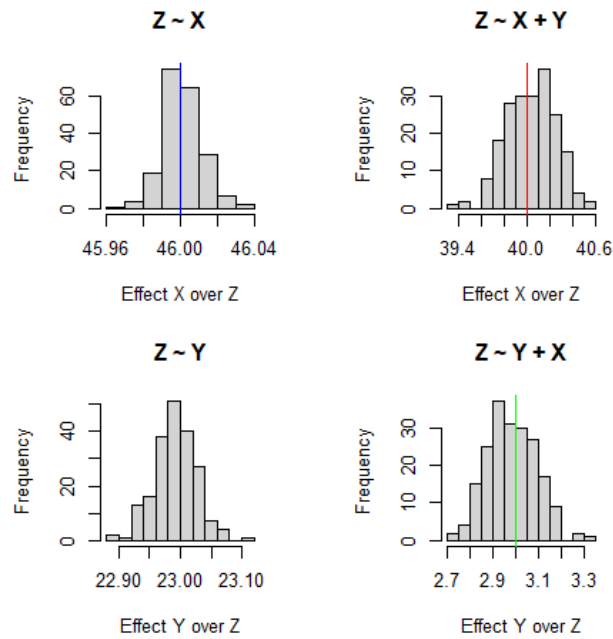 Z ~ X
Frequency
0 20 40 60
45.96 46.00 46.04
Effect X over Z
Z ~ X + Y
Frequency
0 10 20 30
39.4 40.0 40.6
Effect X over Z
Z ~ Y
Frequency
0 20 40
22.90 23.00 23.10
Effect Y over Z
Z ~ Y + X
Frequency
0 10 20 30
2.7 2.9 3.1 3.3
Effect Y over Z